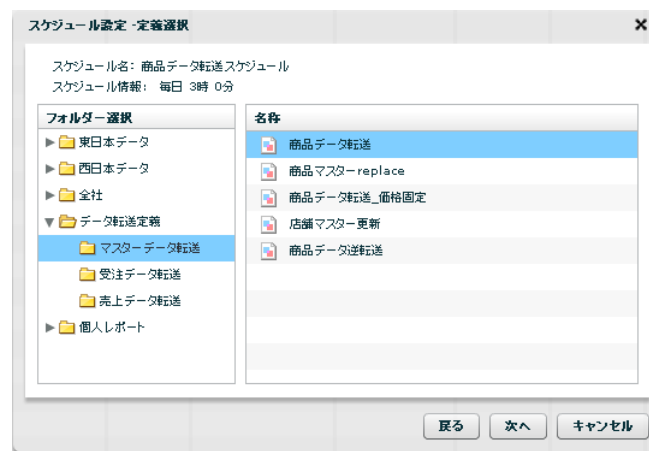 スケジュール設定 -定義選択
スケジュール名: 商品データ転送スケジュール
スケジュール情報: 毎日 3時 0分
フォルダー選択
名称
東日本データ
西日本データ
全社
データ転送定義
マスターデータ転送
受注データ転送
売上データ転送
個人レポート
商品データ転送
商品マスターreplace
商品データ転送_価格固定
店舗マスター更新
商品データ逆転送
戻る
次へ
キャンセル